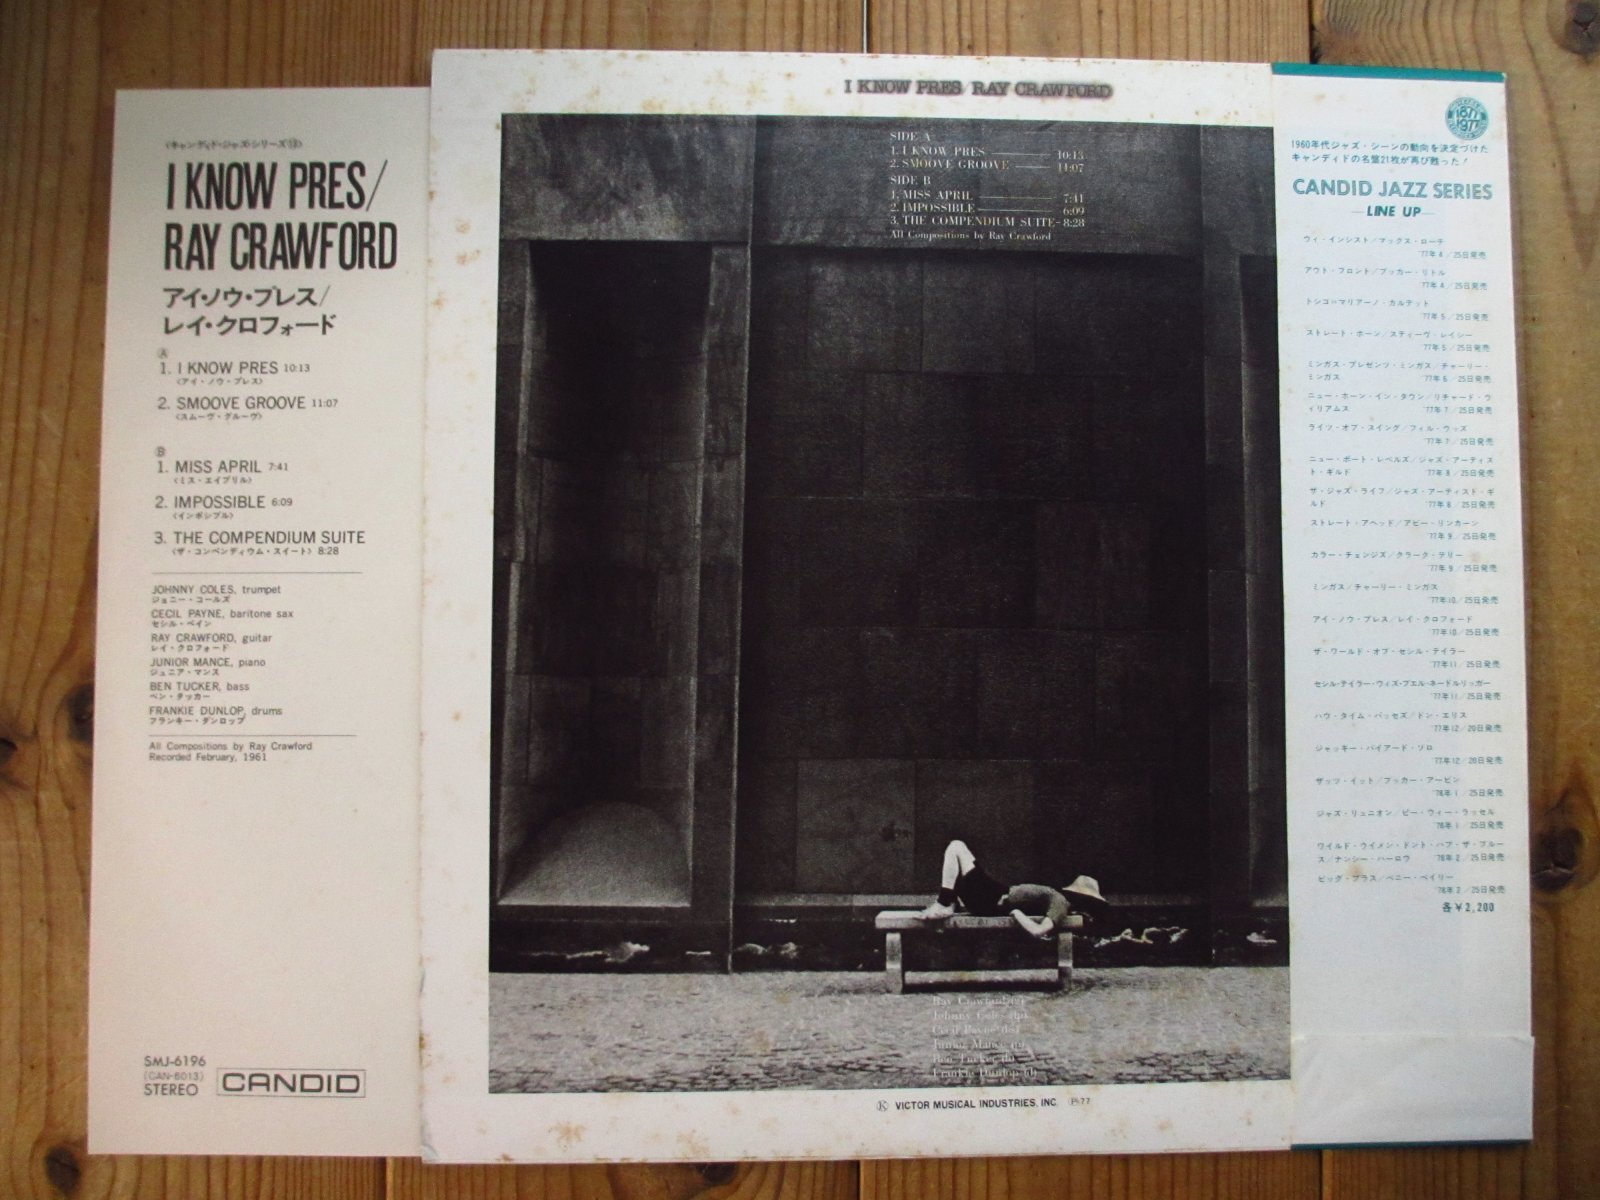 〈キャンディド・ジャズ・シリーズ⑬〉
I KNOW PRES/
RAY CRAWFORD
アイ・ノウ・プレス/
レイ・クロフォード
Ⓐ
1. I KNOW PRES 10:13
〈アイ・ノウ・プレス〉
2. SMOOVE GROOVE 11:07
〈スムーヴ・グルーヴ〉
Ⓑ
1. MISS APRIL 7:41
〈ミス・エイプリル〉
2. IMPOSSIBLE 6:09
〈インポシブル〉
3. THE COMPENDIUM SUITE
〈ザ・コンペンディウム・スイート〉 8:28
JOHNNY COLES, trumpet
ジョニー・コールズ
CECIL PAYNE, baritone sax
セシル・ペイン
RAY CRAWFORD, guitar
レイ・クロフォード
JUNIOR MANCE, piano
ジュニア・マンス
BEN TUCKER, bass
ベン・タッカー
FRANKIE DUNLOP, drums
フランキー・ダンロップ
All Compositions by Ray Crawford
Recorded February, 1961
SMJ-6196
(CAN-8013)
STEREO
CANDID
I KNOW PRES/RAY CRAWFORD
SIDE A
1. I KNOW PRES 10:13
2. SMOOVE GROOVE 11:07
SIDE B
1. MISS APRIL 7:41
2. IMPOSSIBLE 6:09
3. THE COMPENDIUM SUITE 8:28
All Compositions by Ray Crawford
Ray Crawford (g)
Johnny Coles (tp)
Cecil Payne (bs)
Junior Mance (p)
Ben Tucker (b)
Frankie Dunlop (d)
Ⓚ VICTOR MUSICAL INDUSTRIES, INC. Ⓟ77
1877
1977
1960年代ジャズ・シーンの動向を決定づけた
キャンディドの名盤21枚が再び甦った!
CANDID JAZZ SERIES
LINE UP
ウィ・インシスト/マックス・ローチ
'77年4/25日発売
アウト・フロント/ブッカー・リトル
'77年4/25日発売
トシコ=マリアーノ・カルテット
'77年5/25日発売
ストレート・ホーン/スティーヴ・レイシー
'77年5/25日発売
ミンガス・プレゼンツ・ミンガス/チャーリー・
ミンガス '77年6/25日発売
ニュー・ホーン・イン・タウン/リチャード・ウ
ィリアムス '77年7/25日発売
ライツ・オブ・スイング/フィル・ウッズ
'77年7/25日発売
ニュー・ポート・レベルズ/ジャズ・アーティス
ト・ギルド '77年8/25日発売
ザ・ジャズ・ライフ/ジャズ・アーティスト・ギ
ルド '77年8/25日発売
ストレート・アヘッド/アビー・リンカーン
'77年9/25日発売
カラー・チェンジズ/クラーク・テリー
'77年9/25日発売
ミンガス/チャーリー・ミンガス
'77年10/25日発売
アイ・ノウ・プレス/レイ・クロフォード
'77年10/25日発売
ザ・ワールド・オブ・セシル・テイラー
'77年11/25日発売
セシル・テイラー・ウィズ・ブエル・ネードルリッガー
'77年11/25日発売
ハウ・タイム・パッセズ/ドン・エリス
'77年12/20日発売
ジャッキー・バイアード・ソロ
'77年12/20日発売
ザッツ・イット/ブッカー・アービン
'78年1/25日発売
ジャズ・リュニオン/ピー・ウィー・ラッセル
'78年1/25日発売
ワイルド・ウイメン・ドント・ハブ・ザ・ブルー
ス/ナンシー・ハーロウ '78年2/25日発売
ビッグ・ブラス/ベニー・ベイリー
'78年2/25日発売
各¥2,200